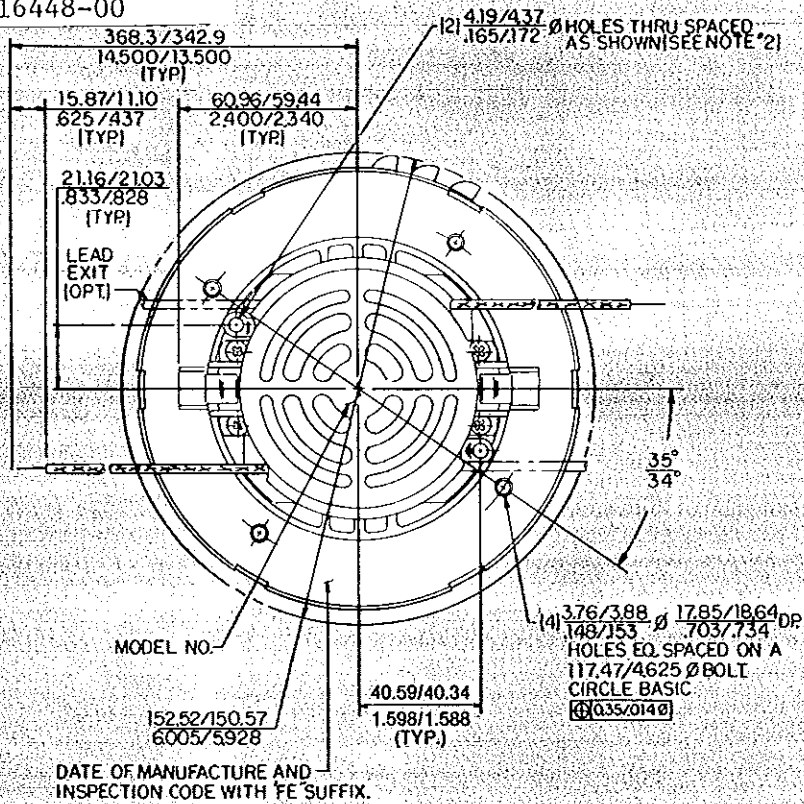 16448-00
368.3/342.9
14.500/13.500
(TYP)
(2) 4.19/4.37 Ø HOLES THRU SPACED
.165/.172 AS SHOWN (SEE NOTE #2)
15.87/11.10
.625/.437
(TYP)
60.96/59.44
2.400/2.340
(TYP)
21.16/21.03
.833/.828
(TYP)
LEAD
EXIT
(OPT.)
35°
34°
(4) 3.76/3.88 Ø 17.85/18.64 DP.
.148/.153 .703/.734
HOLES EQ. SPACED ON A
117.47/4.625 Ø BOLT
CIRCLE BASIC
⌖ 0.35/.014 Ø
MODEL NO.
40.59/40.34
1.598/1.588
(TYP.)
152.52/150.57
6.005/5.928
DATE OF MANUFACTURE AND
INSPECTION CODE WITH "FE" SUFFIX.